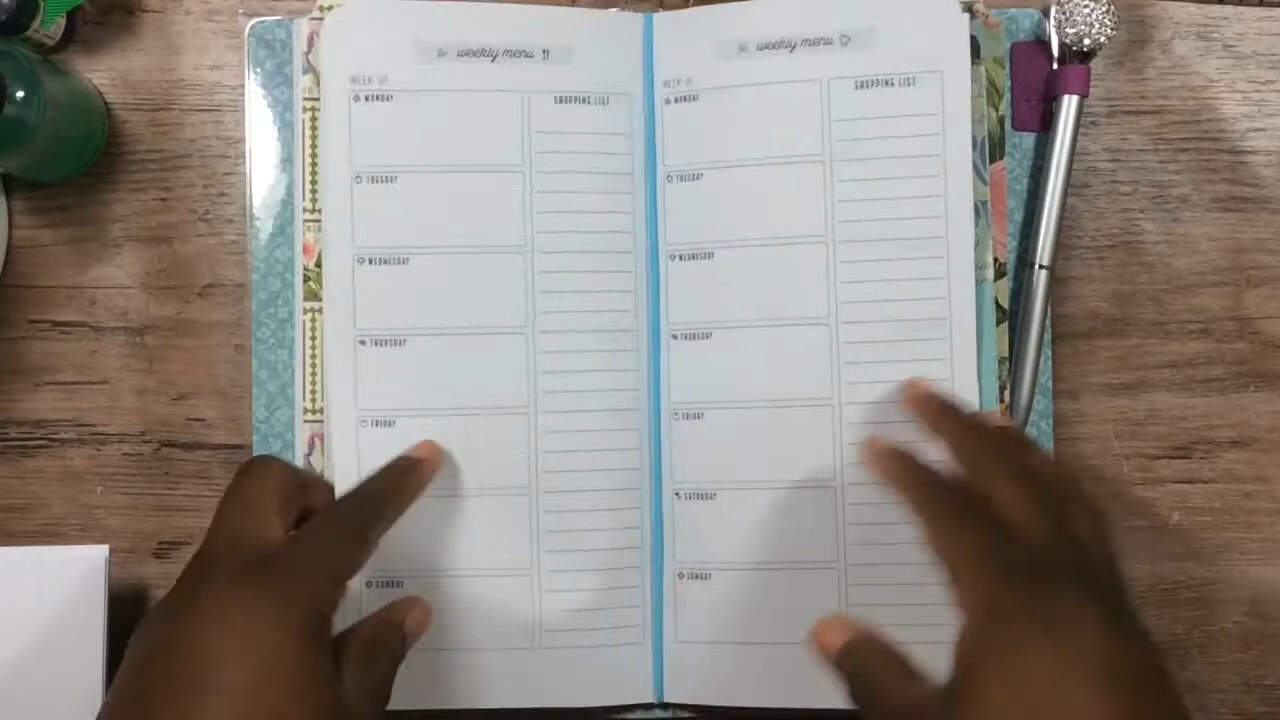 weekly menu
WEEK OF
MONDAY
SHOPPING LIST
TUESDAY
WEDNESDAY
THURSDAY
FRIDAY
SUNDAY
weekly menu
WEEK OF
MONDAY
SHOPPING LIST
TUESDAY
WEDNESDAY
THURSDAY
FRIDAY
SATURDAY
SUNDAY